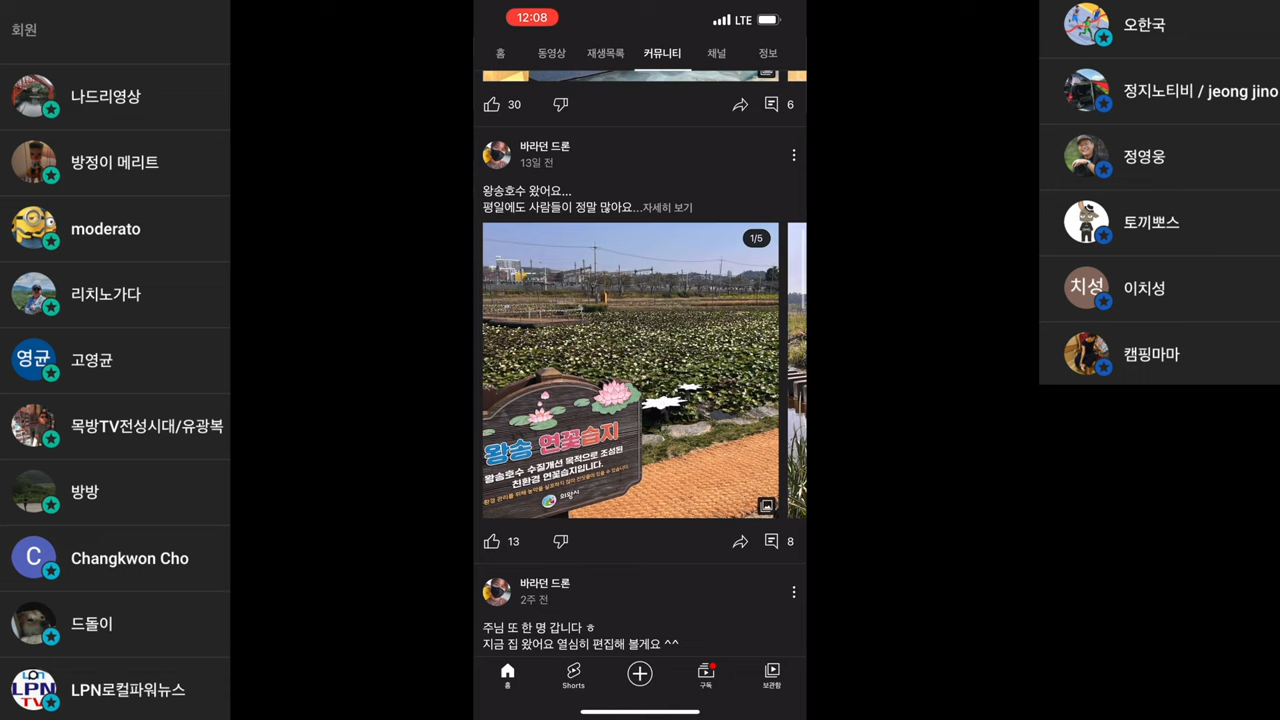 회원
나드리영상
방정이 메리트
moderato
리치노가다
영균
고영균
목방TV전성시대/유광복
방방
C
Changkwon Cho
드돌이
LPN
TV
LPN로컬파워뉴스
12:08
LTE
홈 동영상 재생목록 커뮤니티 채널 정보
30 6
바라던 드론
13일 전
왕송호수 왔어요...
평일에도 사람들이 정말 많아요...자세히 보기
1/5
왕송 연꽃습지
왕송호수 수질개선 목적으로 조성된
친환경 연꽃습지입니다.
의왕시
13 8
바라던 드론
2주 전
주님 또 한 명 갑니다 ㅎ
지금 집 왔어요 열심히 편집해 볼게요 ^^
홈 Shorts 구독 보관함
오한국
정지노티비 / jeong jino
정영웅
토끼뽀스
치성
이치성
캠핑마마